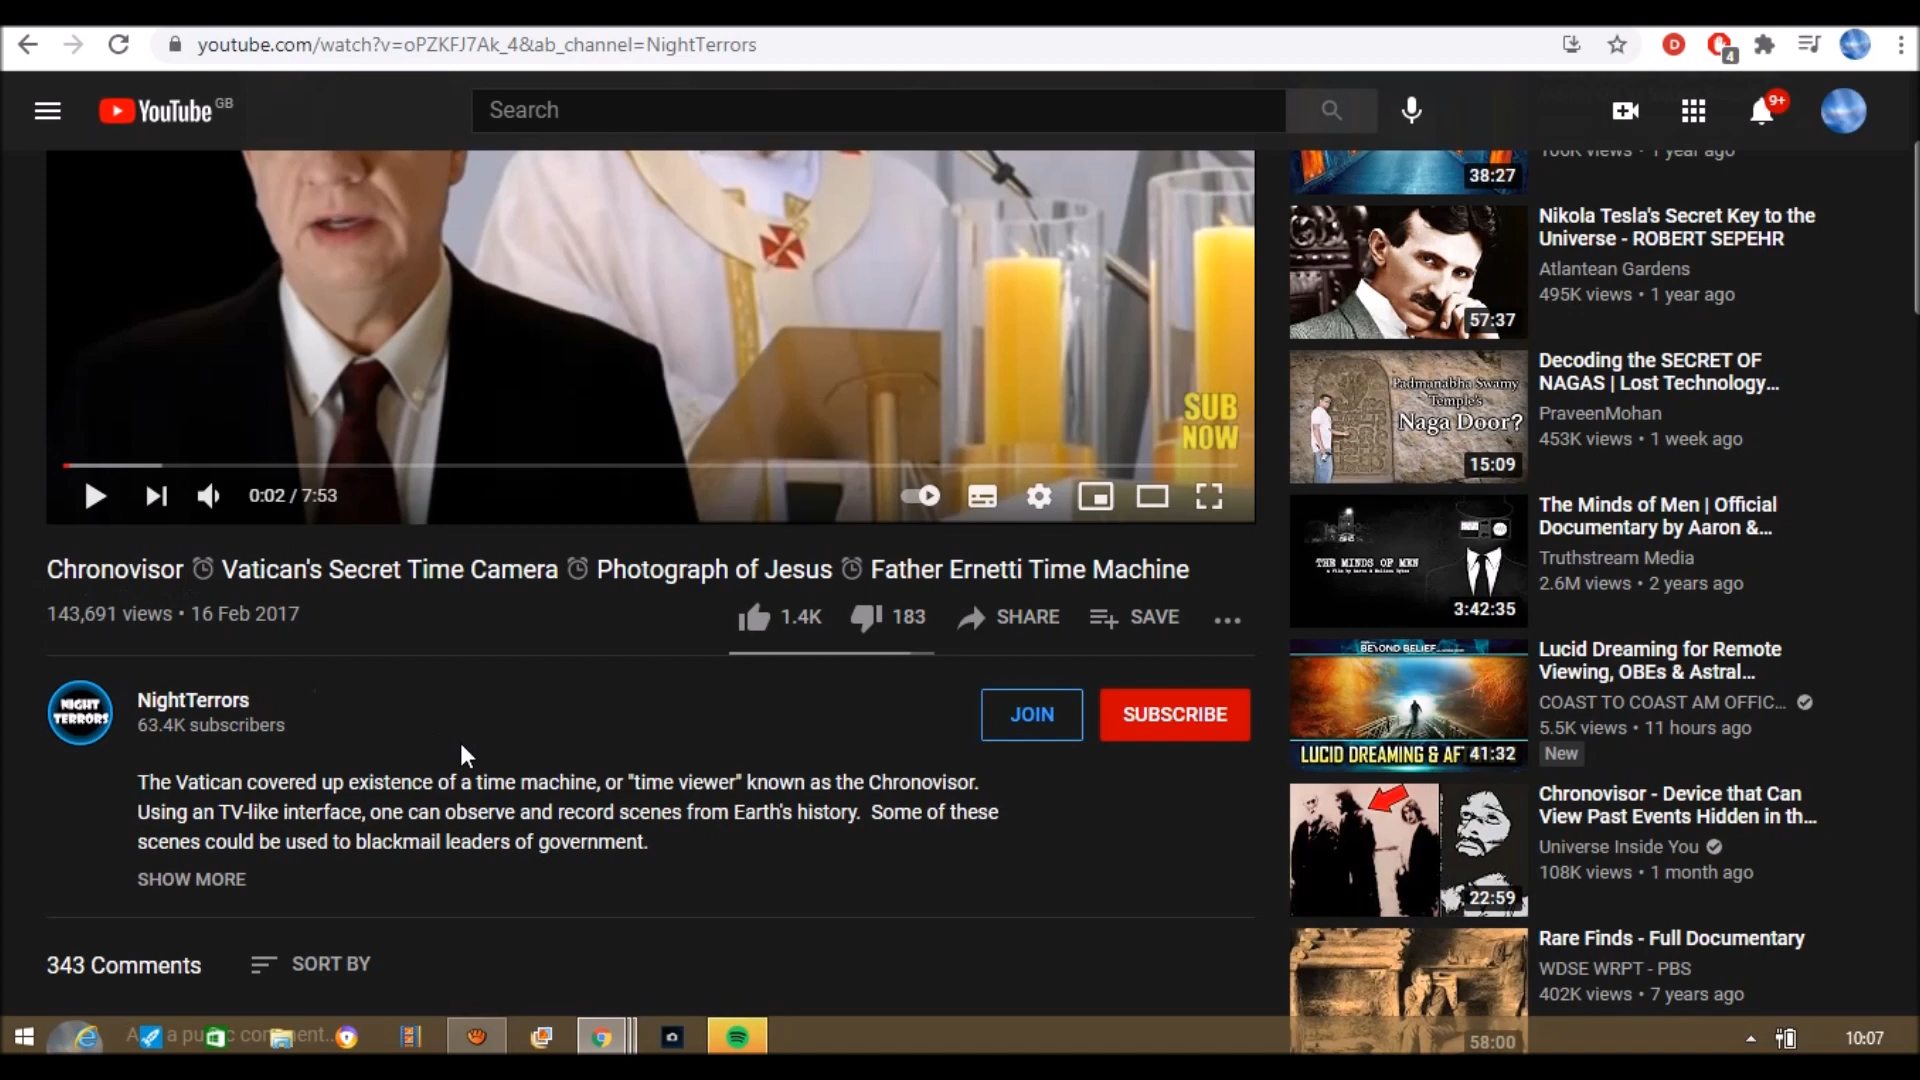 youtube.com/watch?v=oPZKFJ7Ak_4&ab_channel=NightTerrors
D
4
YouTube GB
Search
9+
SUB
NOW
0:02 / 7:53
Chronovisor ⏰ Vatican's Secret Time Camera ⏰ Photograph of Jesus ⏰ Father Ernetti Time Machine
143,691 views • 16 Feb 2017
1.4K
183
SHARE
SAVE
NIGHT
TERRORS
NightTerrors
63.4K subscribers
JOIN
SUBSCRIBE
The Vatican covered up existence of a time machine, or "time viewer" known as the Chronovisor.
Using an TV-like interface, one can observe and record scenes from Earth's history.  Some of these
scenes could be used to blackmail leaders of government.
SHOW MORE
343 Comments
SORT BY
38:27
views • 1 year ago
57:37
Nikola Tesla's Secret Key to the
Universe - ROBERT SEPEHR
Atlantean Gardens
495K views • 1 year ago
Padmanabha Swamy
Temple's
Naga Door?
15:09
Decoding the SECRET OF
NAGAS | Lost Technology...
PraveenMohan
453K views • 1 week ago
THE MINDS OF MEN
3:42:35
The Minds of Men | Official
Documentary by Aaron &...
Truthstream Media
2.6M views • 2 years ago
BEYOND BELIEF
LUCID DREAMING & AF
41:32
Lucid Dreaming for Remote
Viewing, OBEs & Astral...
COAST TO COAST AM OFFIC...
5.5K views • 11 hours ago
New
22:59
Chronovisor - Device that Can
View Past Events Hidden in th...
Universe Inside You
108K views • 1 month ago
58:00
Rare Finds - Full Documentary
WDSE WRPT - PBS
402K views • 7 years ago
10:07